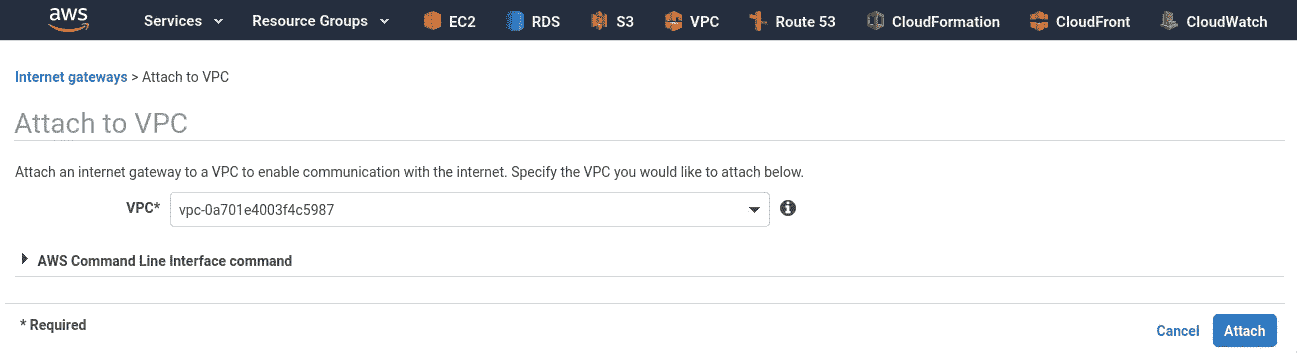 aws Services Resource Groups EC2 RDS S3 VPC Route 53 CloudFormation CloudFront CloudWatch
Internet gateways > Attach to VPC
Attach to VPC
Attach an internet gateway to a VPC to enable communication with the internet. Specify the VPC you would like to attach below.
VPC* vpc-0a701e4003f4c5987
AWS Command Line Interface command
* Required
Cancel Attach